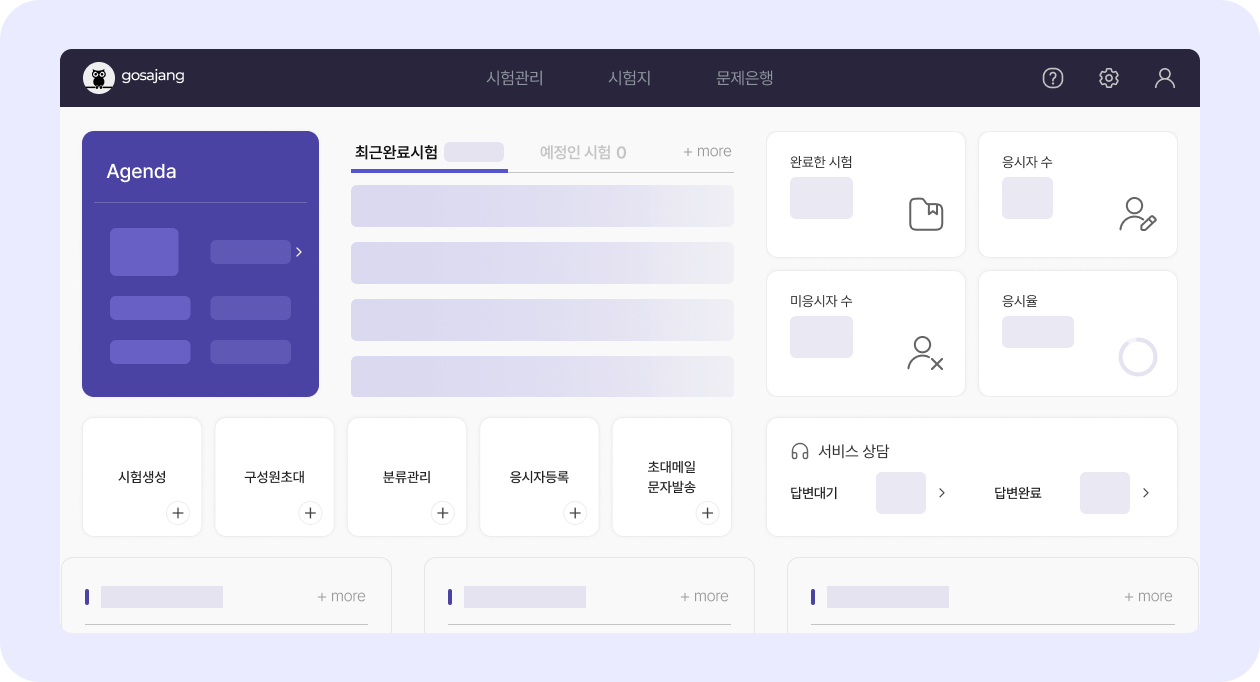 gosajang
시험관리
시험지
문제은행
Agenda
최근완료시험
예정인 시험 0
+ more
완료한 시험
응시자 수
미응시자 수
응시율
시험생성
구성원초대
분류관리
응시자등록
초대메일
문자발송
서비스 상담
답변대기
답변완료
+ more
+ more
+ more